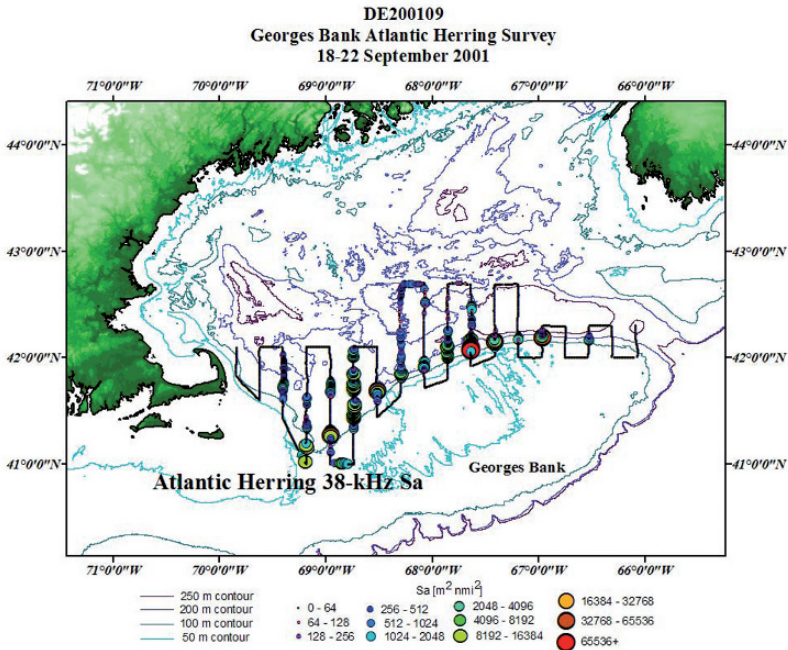 DE200109
Georges Bank Atlantic Herring Survey
18-22 September 2001
71°0'0"W 70°0'0"W 69°0'0"W 68°0'0"W 67°0'0"W 66°0'0"W
44°0'0"N 44°0'0"N
43°0'0"N 43°0'0"N
42°0'0"N 42°0'0"N
41°0'0"N 41°0'0"N
Georges Bank
Atlantic Herring 38-kHz Sa
71°0'0"W 70°0'0"W 69°0'0"W 68°0'0"W 67°0'0"W 66°0'0"W
Sa [m² nmi²]
250 m contour
200 m contour
100 m contour
50 m contour
0 - 64
64 - 128
128 - 256
256 - 512
512 - 1024
1024 - 2048
2048 - 4096
4096 - 8192
8192 - 16384
16384 - 32768
32768 - 65536
65536+